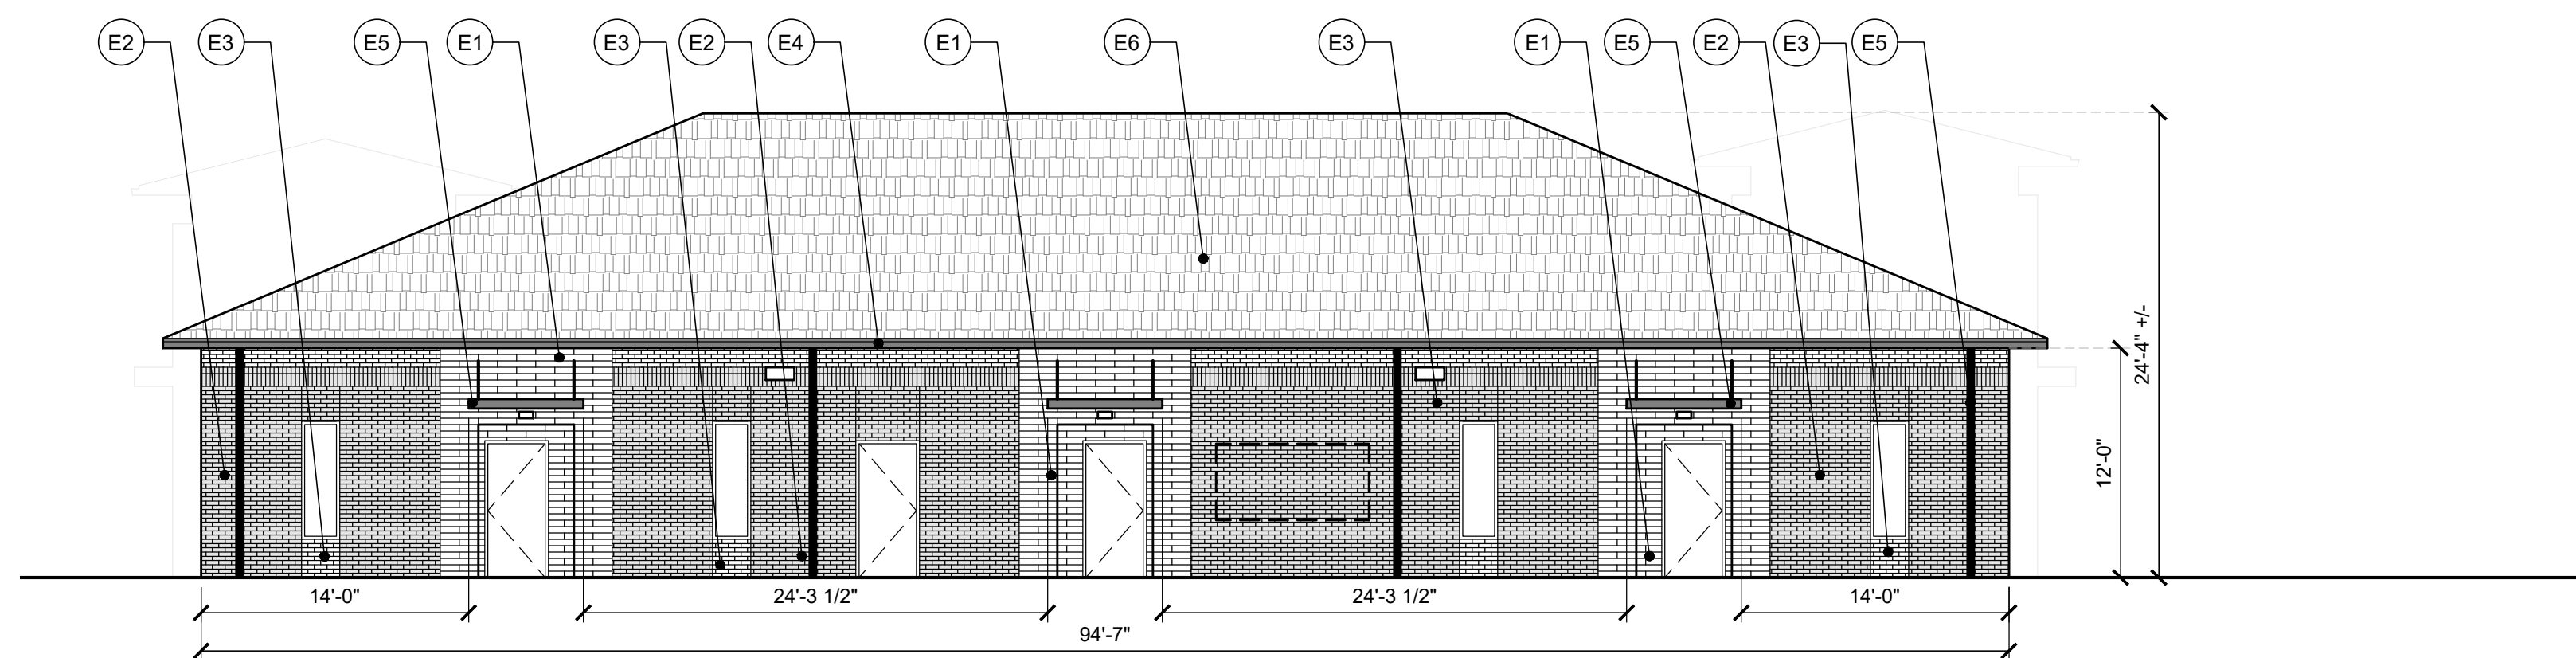 E2 E3 E5 E1 E3 E2 E4 E1 E6 E3 E1 E5 E2 E3 E5
24'-4" +/-
12'-0"
14'-0" 24'-3 1/2" 24'-3 1/2" 14'-0"
94'-7"